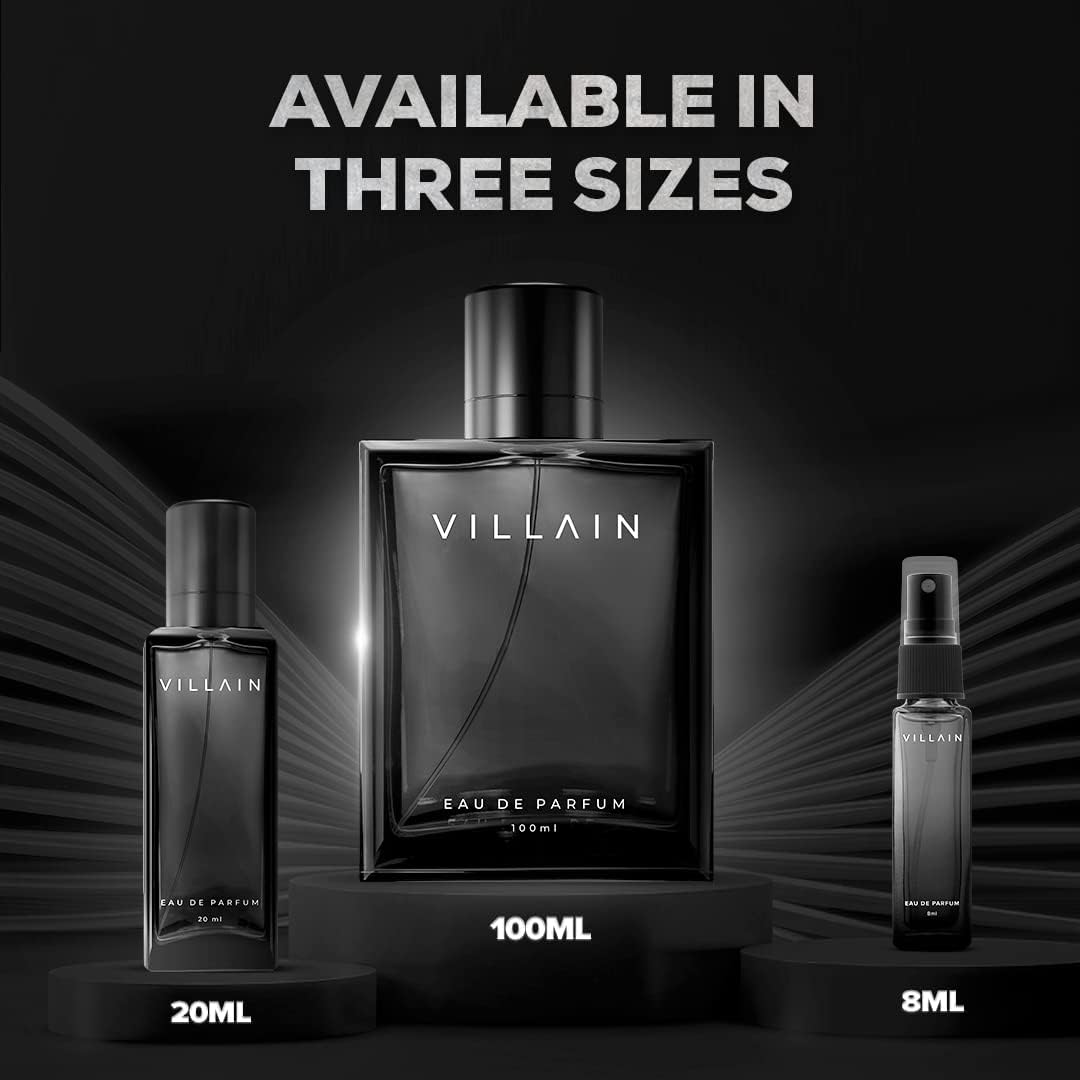 AVAILABLE IN
THREE SIZES
VILLAIN
EAU DE PARFUM
20 ml
20ML
VILLAIN
EAU DE PARFUM
100ml
100ML
VILLAIN
EAU DE PARFUM
8ml
8ML